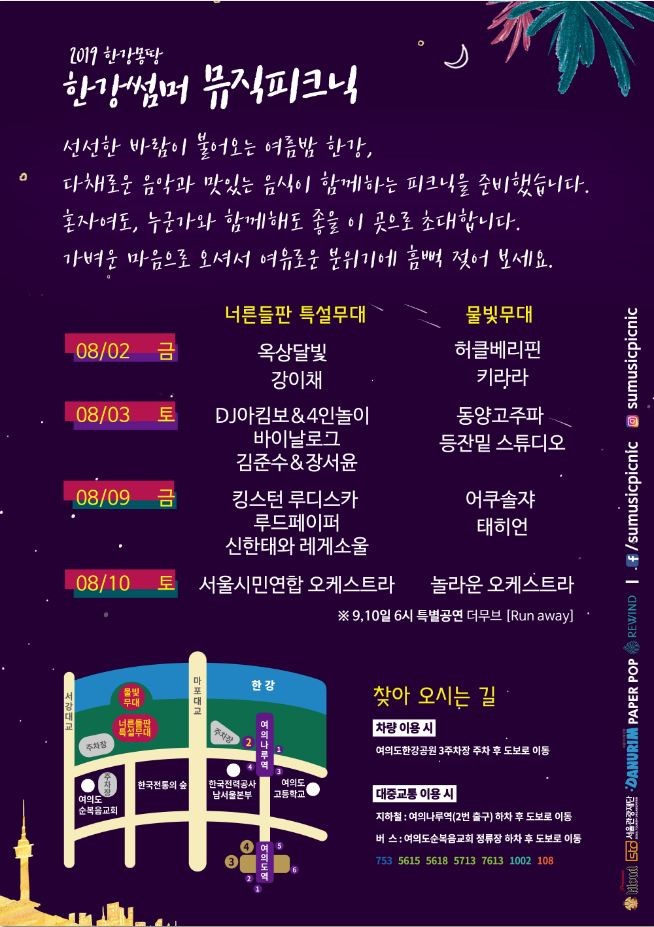 2019 한강몽땅
한강썸머 뮤직피크닉
선선한 바람이 불어오는 여름밤 한강,
다채로운 음악과 맛있는 음식이 함께하는 피크닉을 준비했습니다.
혼자여도, 누군가와 함께해도 좋을 이 곳으로 초대합니다.
가벼운 마음으로 오셔서 여유로운 분위기에 흠뻑 젖어 보세요.
너른들판 특설무대 물빛무대
08/02 금
옥상달빛 허클베리핀
강이채 키라라
08/03 토
DJ아킴보&4인놀이 동양고주파
바이날로그 등잔밑 스튜디오
김준수&장서윤
08/09 금
킹스턴 루디스카 어쿠솔쟈
루드페이퍼 태히언
신한태와 레게소울
08/10 토 서울시민연합 오케스트라 놀라운 오케스트라
※ 9,10일 6시 특별공연 더무브 [Run away]
서강대교
마포대교
한강
물빛
무대
너른들판
특설무대
주차장
주차장
주차장
여의나루역
2
1
4
3
여의도
순복음교회
한국전통의 숲
한국전력공사
남서울본부
여의도
고등학교
여의도역
4
5
3
6
2
1
찾아 오시는 길
차량 이용 시
여의도한강공원 3주차장 주차 후 도보로 이동
대중교통 이용 시
지하철 : 여의나루역(2번 출구) 하차 후 도보로 이동
버 스 : 여의도순복음교회 정류장 하차 후 도보로 이동
753 5615 5618 5713 7613 1002 108
sto 서울관광재단 DANURIM PAPER POP REWIND | f /sumusicpicnic sumusicpicnic